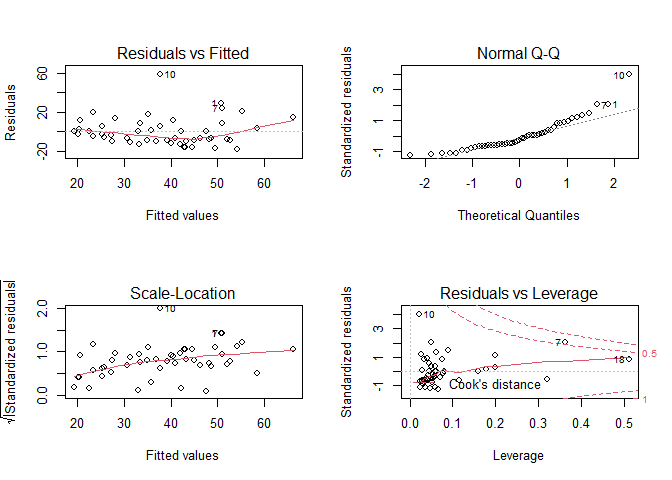 Residuals vs Fitted
Residuals
60
20
-20
10
1
7
20 30 40 50 60
Fitted values
Normal Q-Q
Standardized residuals
3
1
-1
10
7 1
-2 -1 0 1 2
Theoretical Quantiles
Scale-Location
√|Standardized residuals|
2.0
1.0
0.0
10
7
20 30 40 50 60
Fitted values
Residuals vs Leverage
Standardized residuals
3
1
-1
10
7
18
0.5
1
Cook's distance
0.0 0.1 0.2 0.3 0.4 0.5
Leverage